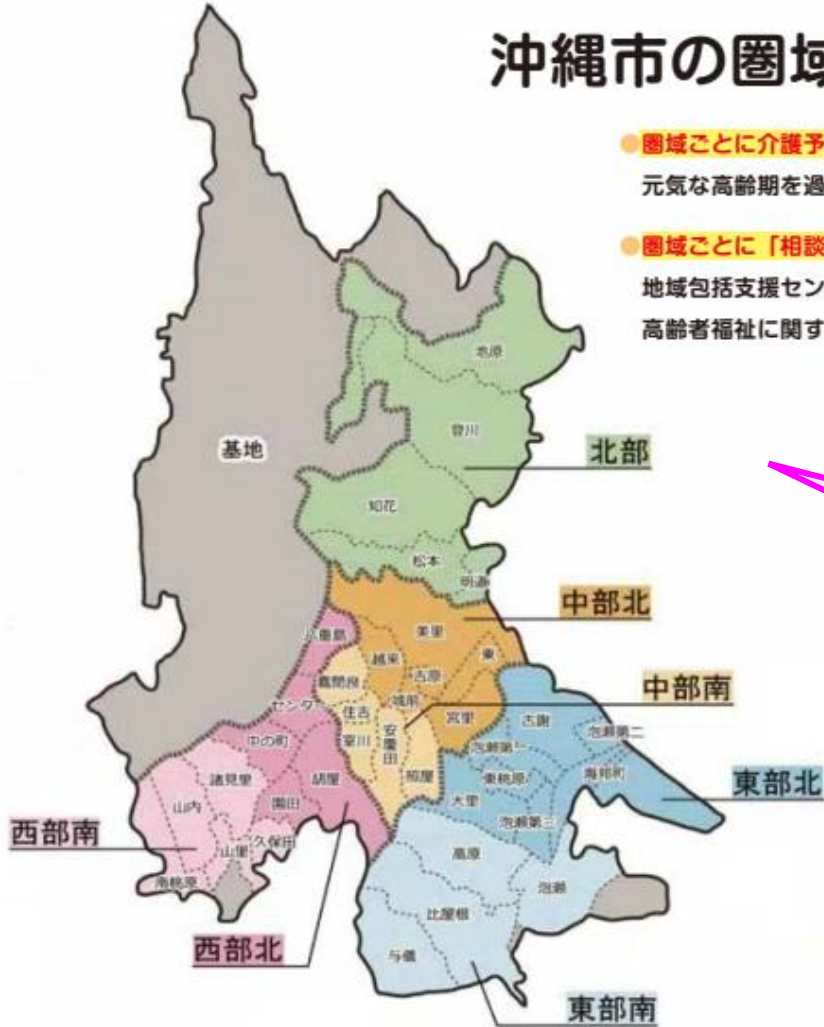 沖縄市の圏域
●圏域ごとに介護予
元気な高齢期を過
●圏域ごとに「相談
地域包括支援セン
高齢者福祉に関す
池原
登川
基地
北部
知花
松本
明道
中部北
美里
八重島
越来
東
吉原
嘉間良
中部南
城前
センタ
住吉
宮里
古謝
泡瀬第二
室川
安慶田
中の町
泡瀬第一
照屋
海邦町
諸見里
胡屋
東桃原
東部北
山内
園田
大里
泡瀬第三
西部南
久保田
山里
高原
南桃原
泡瀬
比屋根
西部北
与儀
東部南